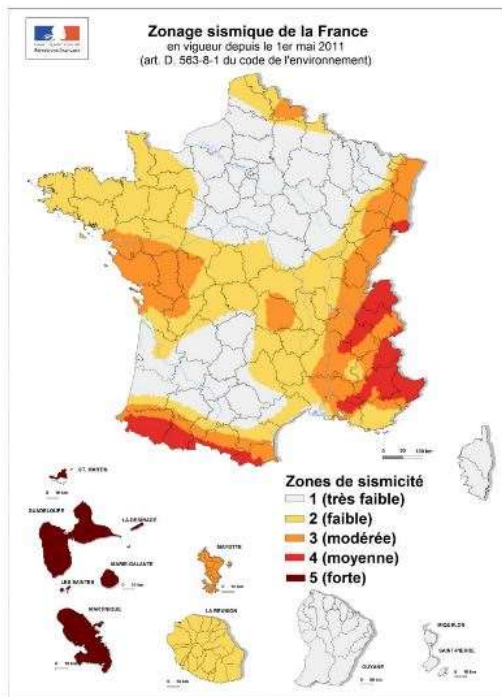 Zonage sismique de la France
en vigueur depuis le 1er mai 2011
(art. D. 563-8-1 du code de l'environnement)
Zones de sismicité
1 (très faible)
2 (faible)
3 (modérée)
4 (moyenne)
5 (forte)
ST. MARTIN
GUADELOUPE
LA DESIRADE
MARIE-GALANTE
LES SAINTES
MARTINIQUE
MAYOTTE
LA REUNION
GUYANE
MIQUELON
SAINT-PIERRE